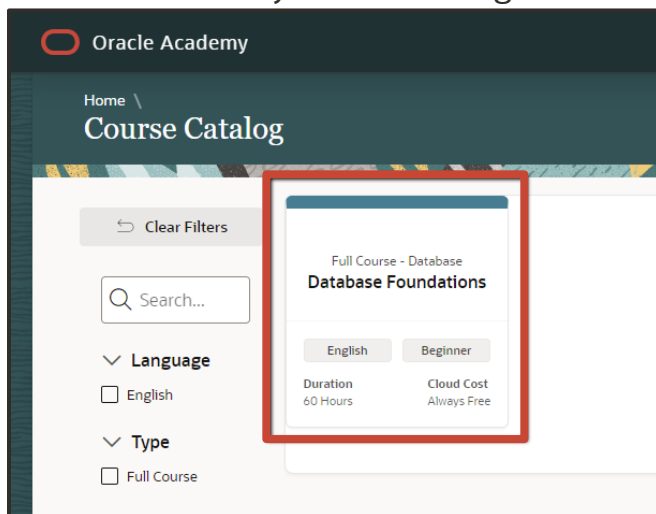 Oracle Academy
Home \
Course Catalog
Clear Filters
Search...
Language
English
Type
Full Course
Full Course - Database
Database Foundations
English Beginner
Duration Cloud Cost
60 Hours Always Free